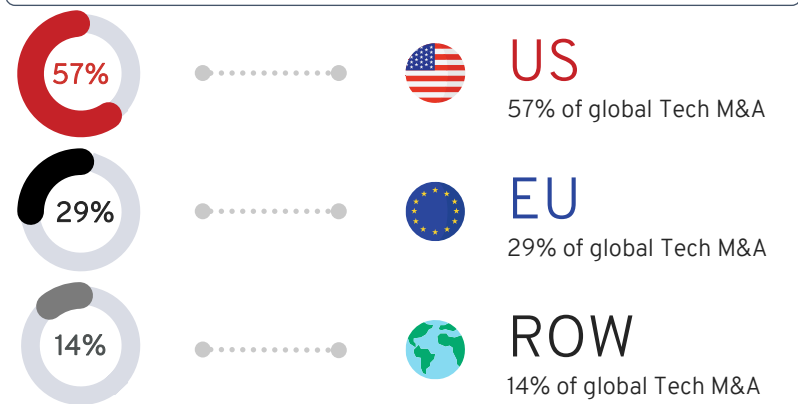 57%
US
57% of global Tech M&A
29%
EU
29% of global Tech M&A
14%
ROW
14% of global Tech M&A